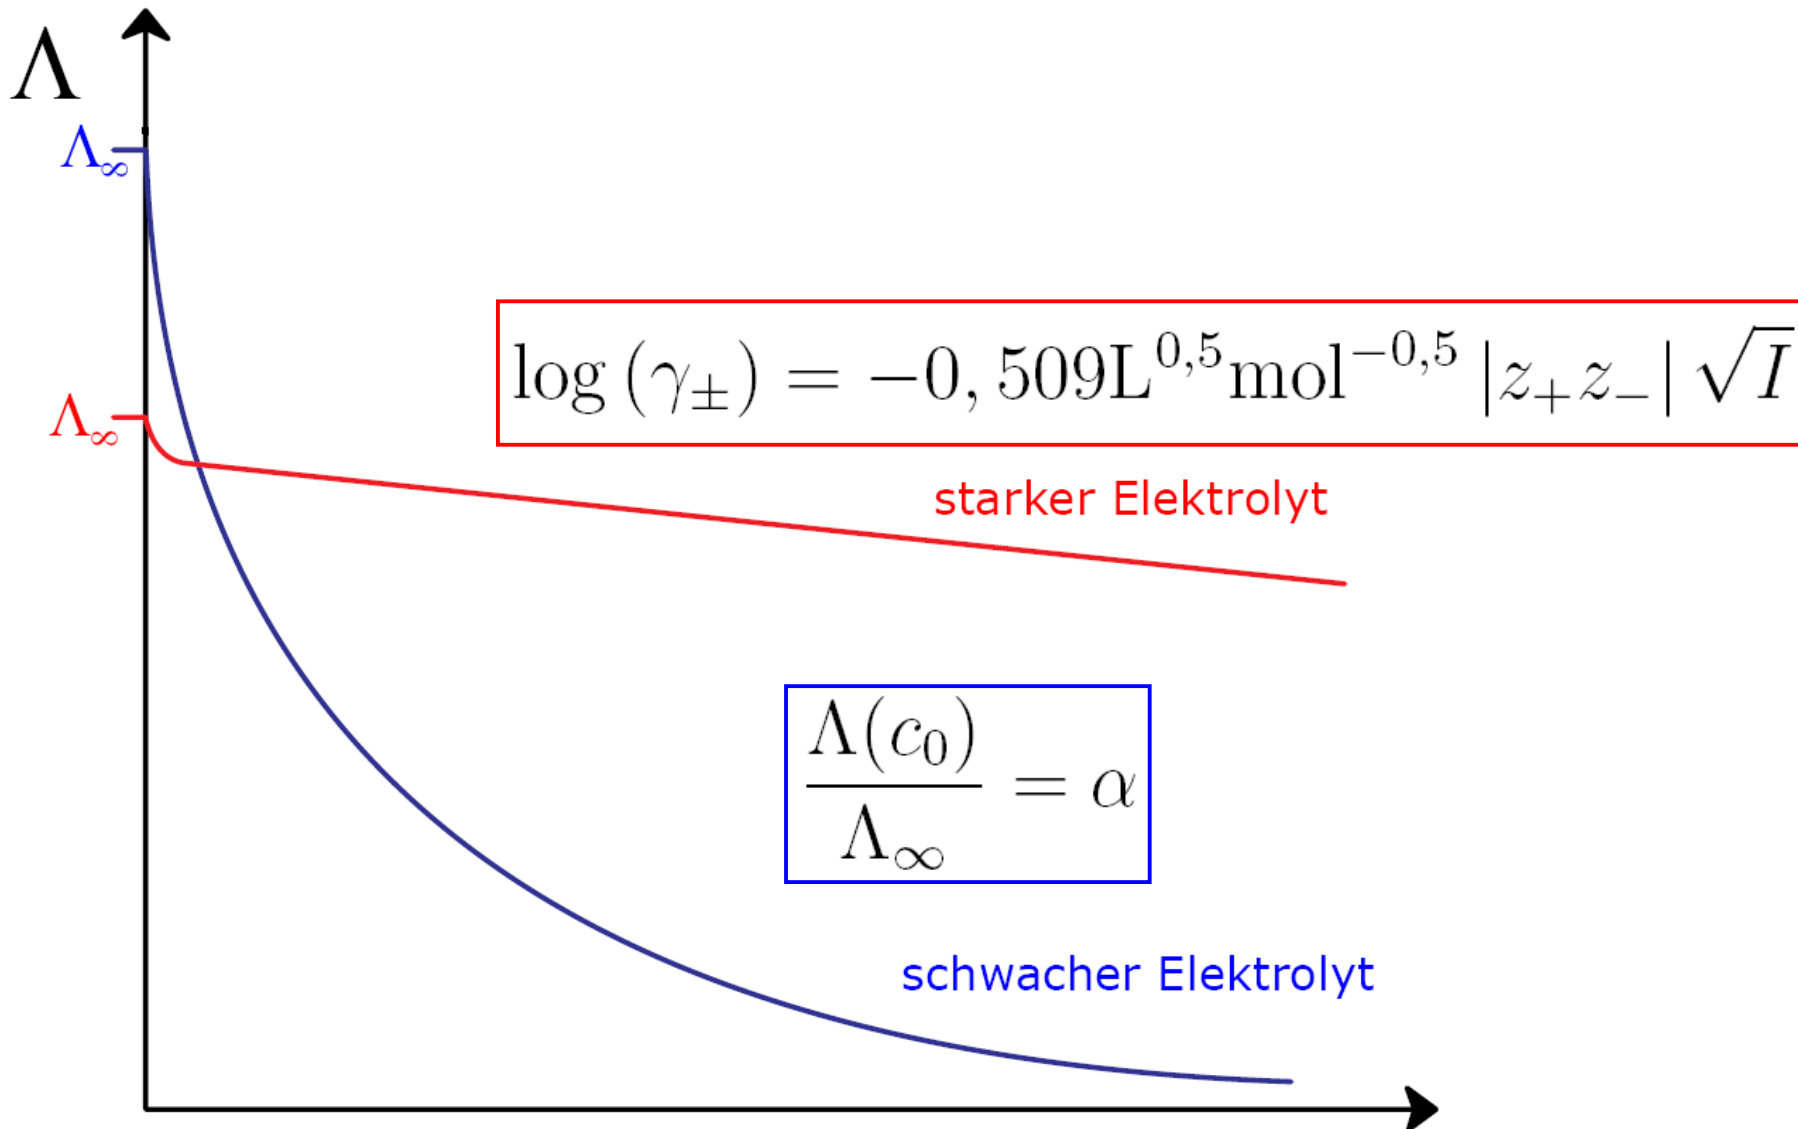 Λ
Λ∞
log (γ±) = −0, 509L^0,5 mol^−0,5 |z+z−| √I
Λ∞
starker Elektrolyt
Λ(c0)/Λ∞ = α
schwacher Elektrolyt